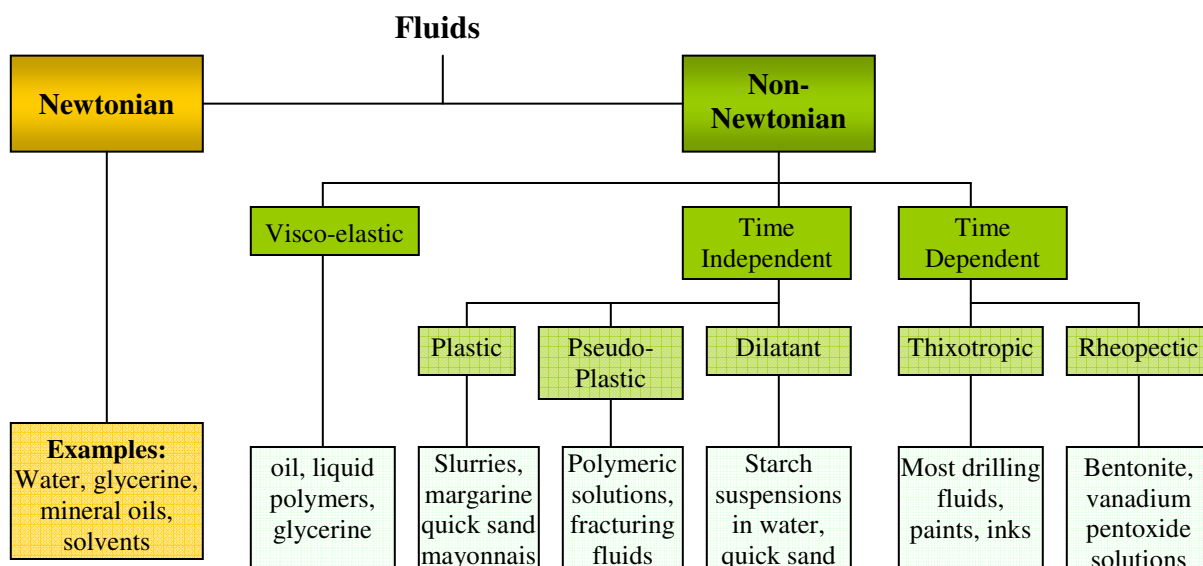 Fluids
Newtonian
Non-
Newtonian
Visco-elastic
Time
Independent
Time
Dependent
Plastic
Pseudo-
Plastic
Dilatant
Thixotropic
Rheopectic
Examples:
Water, glycerine,
mineral oils,
solvents
oil, liquid
polymers,
glycerine
Slurries,
margarine
quick sand
mayonnais
Polymeric
solutions,
fracturing
fluids
Starch
suspensions
in water,
quick sand
Most drilling
fluids,
paints, inks
Bentonite,
vanadium
pentoxide
solutions